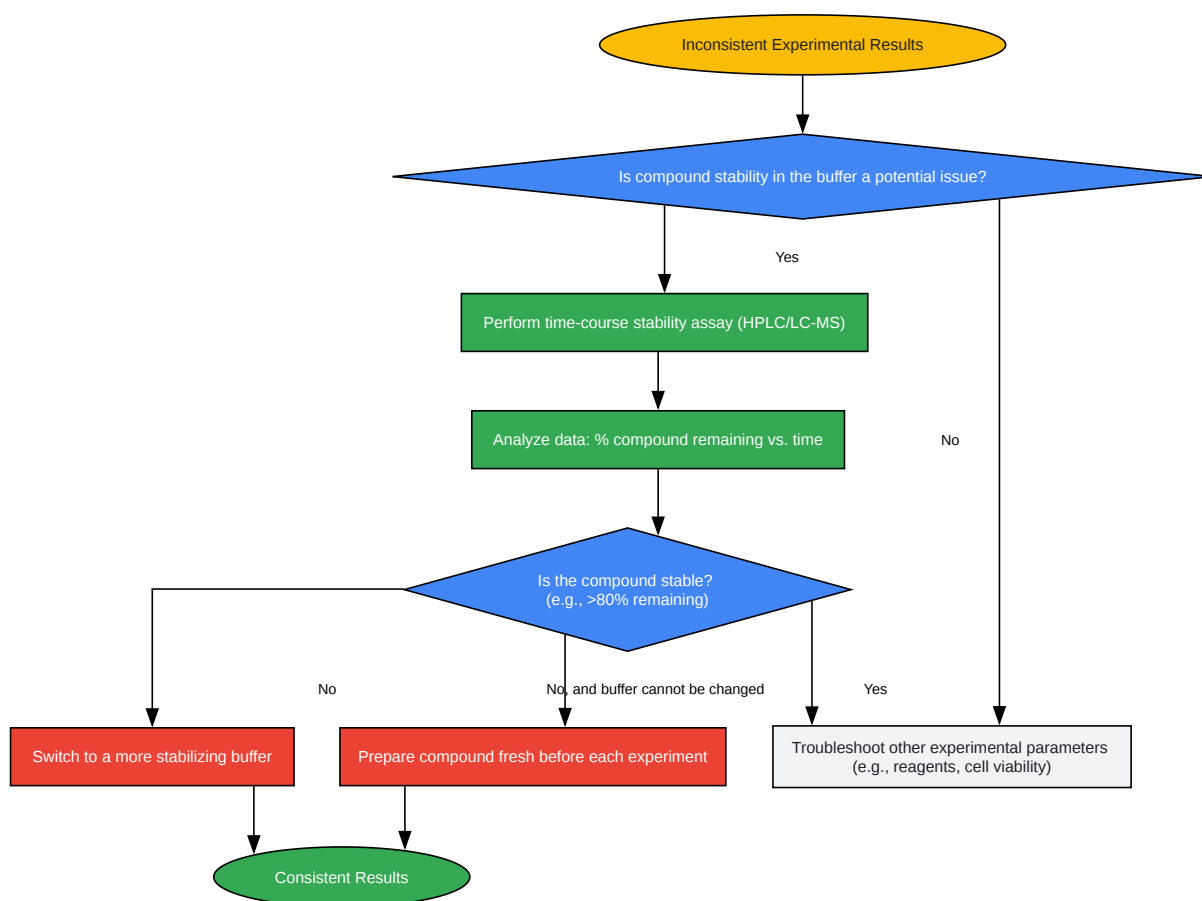 Inconsistent Experimental Results
Is compound stability in the buffer a potential issue?
Yes
Perform time-course stability assay (HPLC/LC-MS)
Analyze data: % compound remaining vs. time
No
Is the compound stable?
(e.g., >80% remaining)
No
No, and buffer cannot be changed
Yes
Switch to a more stabilizing buffer
Prepare compound fresh before each experiment
Troubleshoot other experimental parameters
(e.g., reagents, cell viability)
Consistent Results